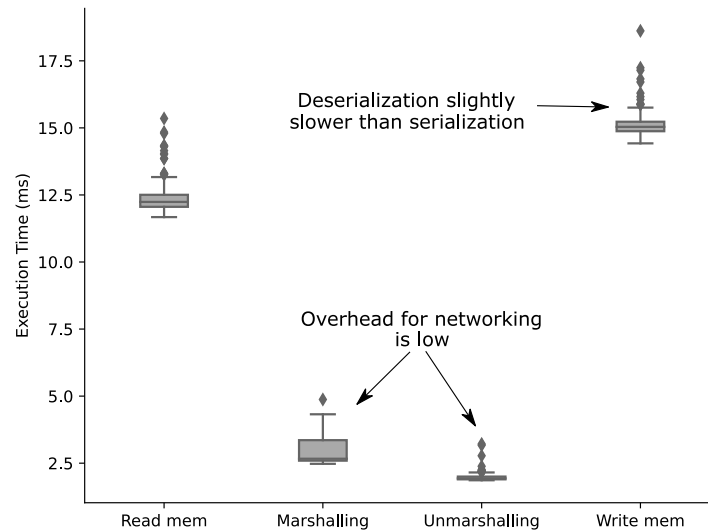 17.5
15.0
12.5
10.0
7.5
5.0
2.5
Execution Time (ms)
Deserialization slightly
slower than serialization
Overhead for networking
is low
Read mem
Marshalling
Unmarshalling
Write mem